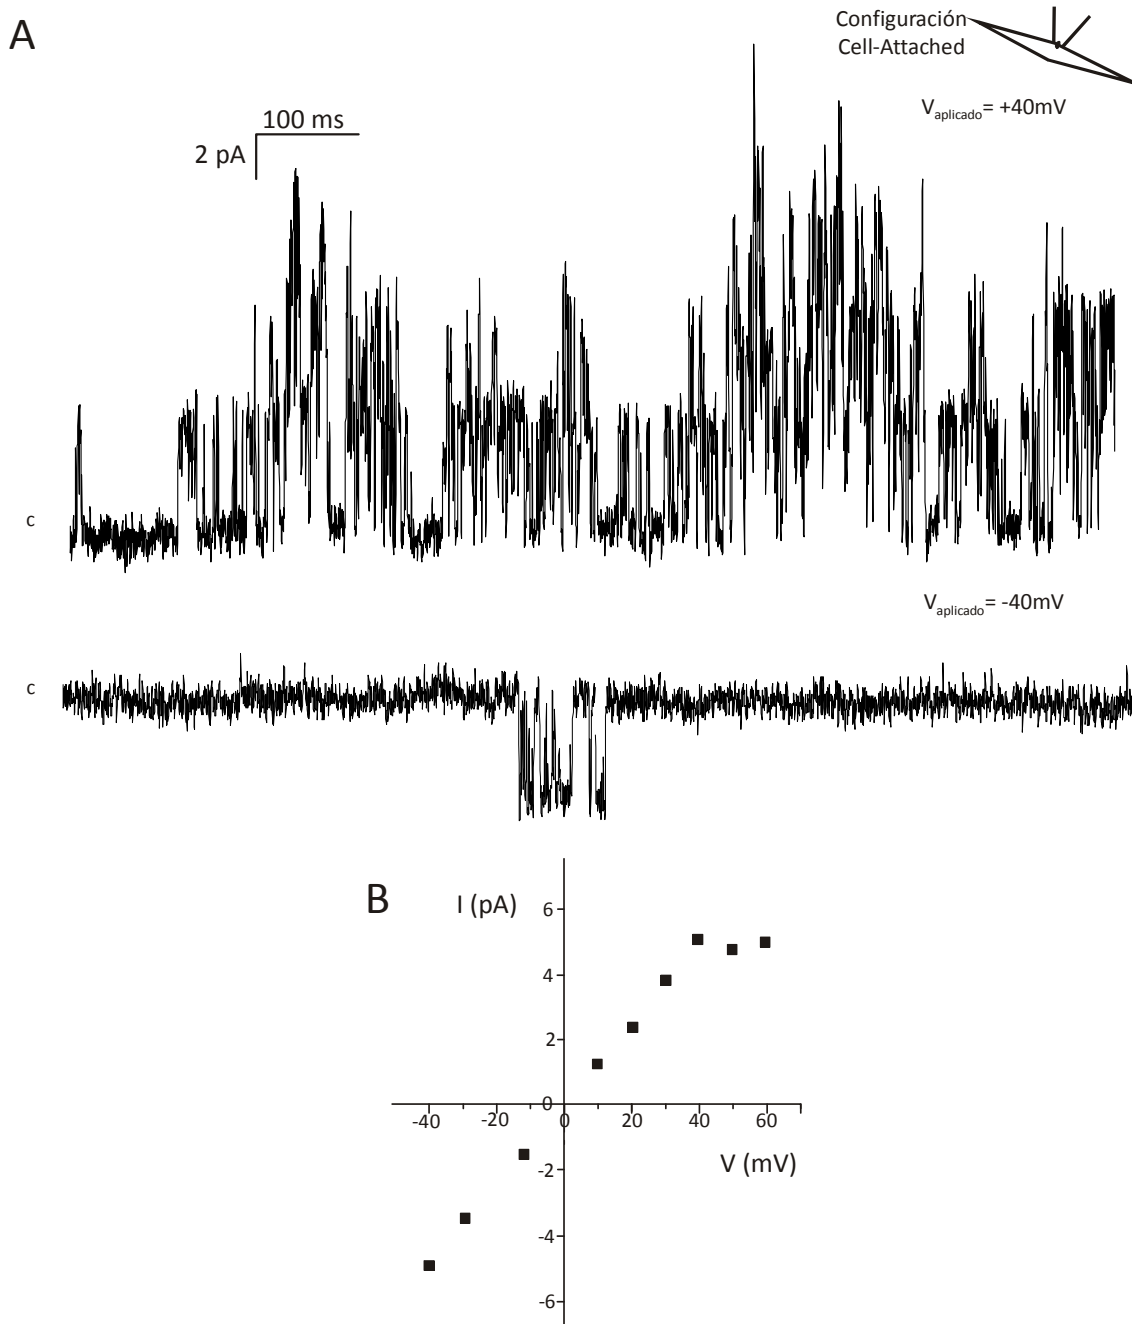 A
Configuración
Cell-Attached
V aplicado= +40mV
100 ms
2 pA
c
V aplicado= -40mV
c
B
I (pA)
6
4
2
0
-40
-20
0
20
40
60
V (mV)
-2
-4
-6